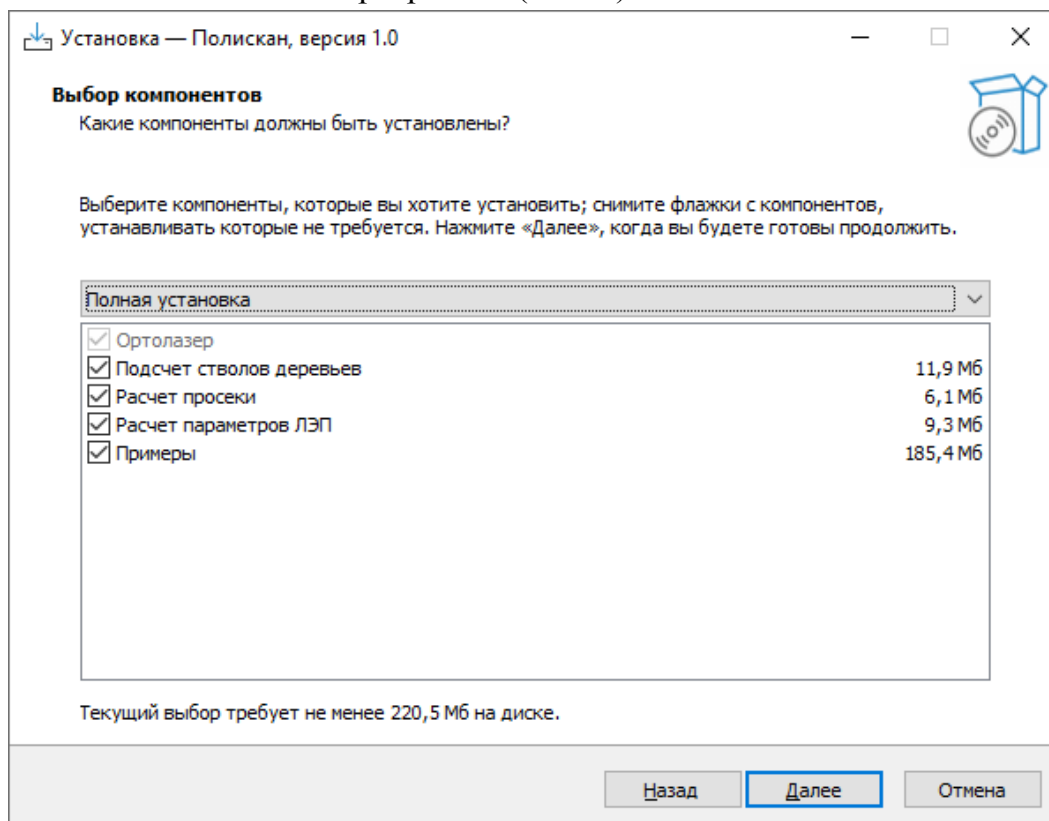 Установка — Полискан, версия 1.0
Выбор компонентов
Какие компоненты должны быть установлены?
Выберите компоненты, которые вы хотите установить; снимите флажки с компонентов,
устанавливать которые не требуется. Нажмите «Далее», когда вы будете готовы продолжить.
Полная установка
Ортолазер
Подсчет стволов деревьев 11,9 Мб
Расчет просеки 6,1 Мб
Расчет параметров ЛЭП 9,3 Мб
Примеры 185,4 Мб
Текущий выбор требует не менее 220,5 Мб на диске.
Назад Далее Отмена